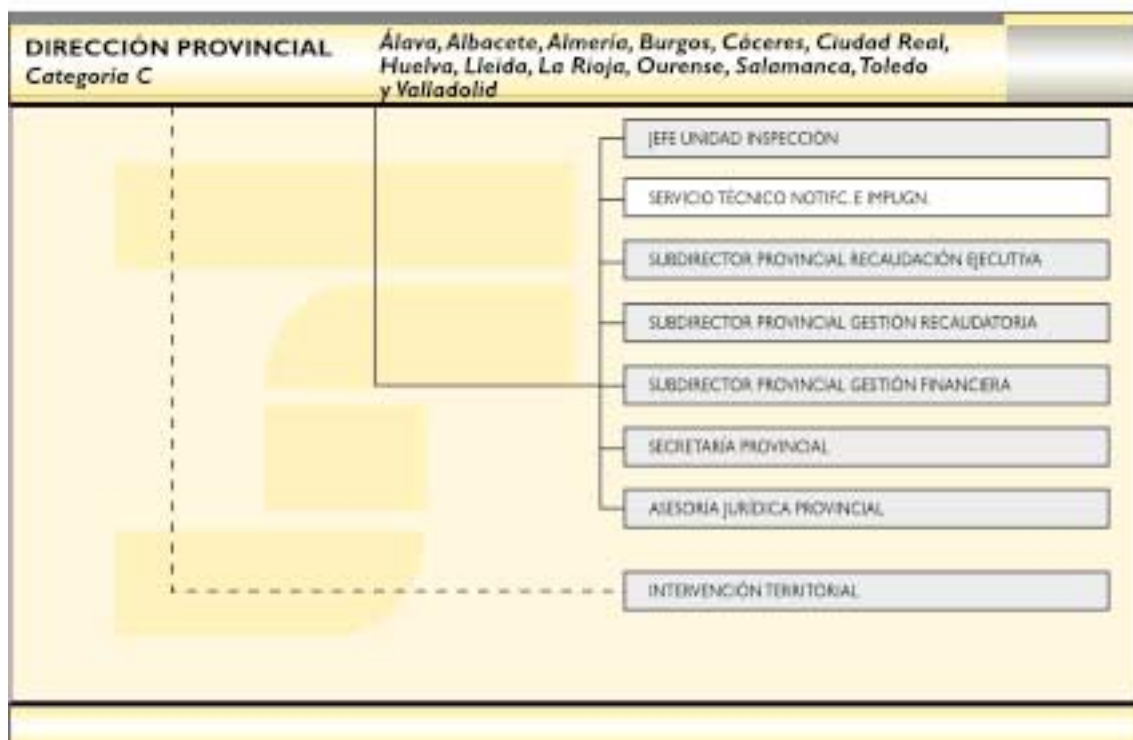 DIRECCIÓN PROVINCIAL
Categoría C
Álava, Albacete, Almería, Burgos, Cáceres, Ciudad Real,
Huelva, Lleida, La Rioja, Ourense, Salamanca, Toledo
y Valladolid
JEFE UNIDAD INSPECCIÓN
SERVICIO TÉCNICO NOTIFC. E IMPUGN.
SUBDIRECTOR PROVINCIAL RECAUDACIÓN EJECUTIVA
SUBDIRECTOR PROVINCIAL GESTIÓN RECAUDATORIA
SUBDIRECTOR PROVINCIAL GESTIÓN FINANCIERA
SECRETARÍA PROVINCIAL
ASESORÍA JURÍDICA PROVINCIAL
INTERVENCIÓN TERRITORIAL